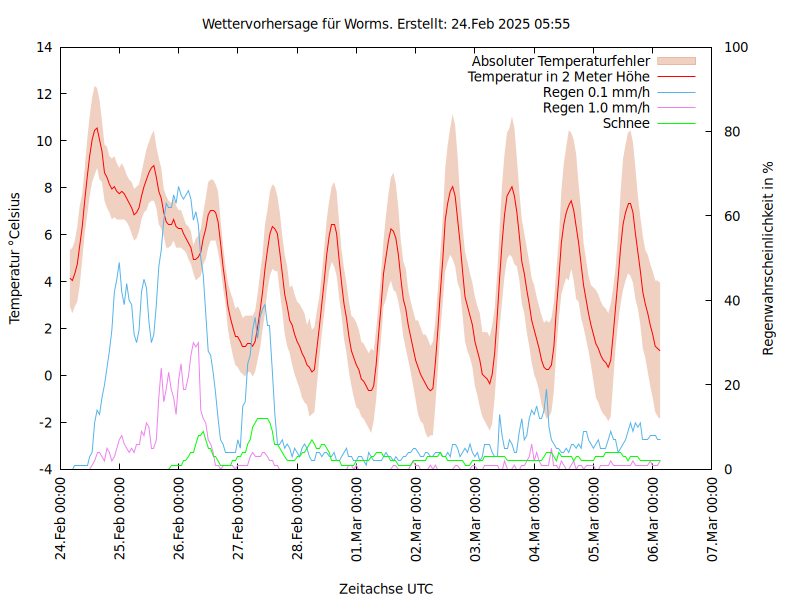 Wettervorhersage für Worms. Erstellt: 24.Feb 2025 05:55
Absoluter Temperaturfehler
Temperatur in 2 Meter Höhe
Regen 0.1 mm/h
Regen 1.0 mm/h
Schnee
14
12
10
8
6
4
2
0
-2
-4
Temperatur °Celsius
100
80
60
40
20
0
Regenwahrscheinlichkeit in %
24.Feb 00:00
25.Feb 00:00
26.Feb 00:00
27.Feb 00:00
28.Feb 00:00
01.Mar 00:00
02.Mar 00:00
03.Mar 00:00
04.Mar 00:00
05.Mar 00:00
06.Mar 00:00
07.Mar 00:00
Zeitachse UTC